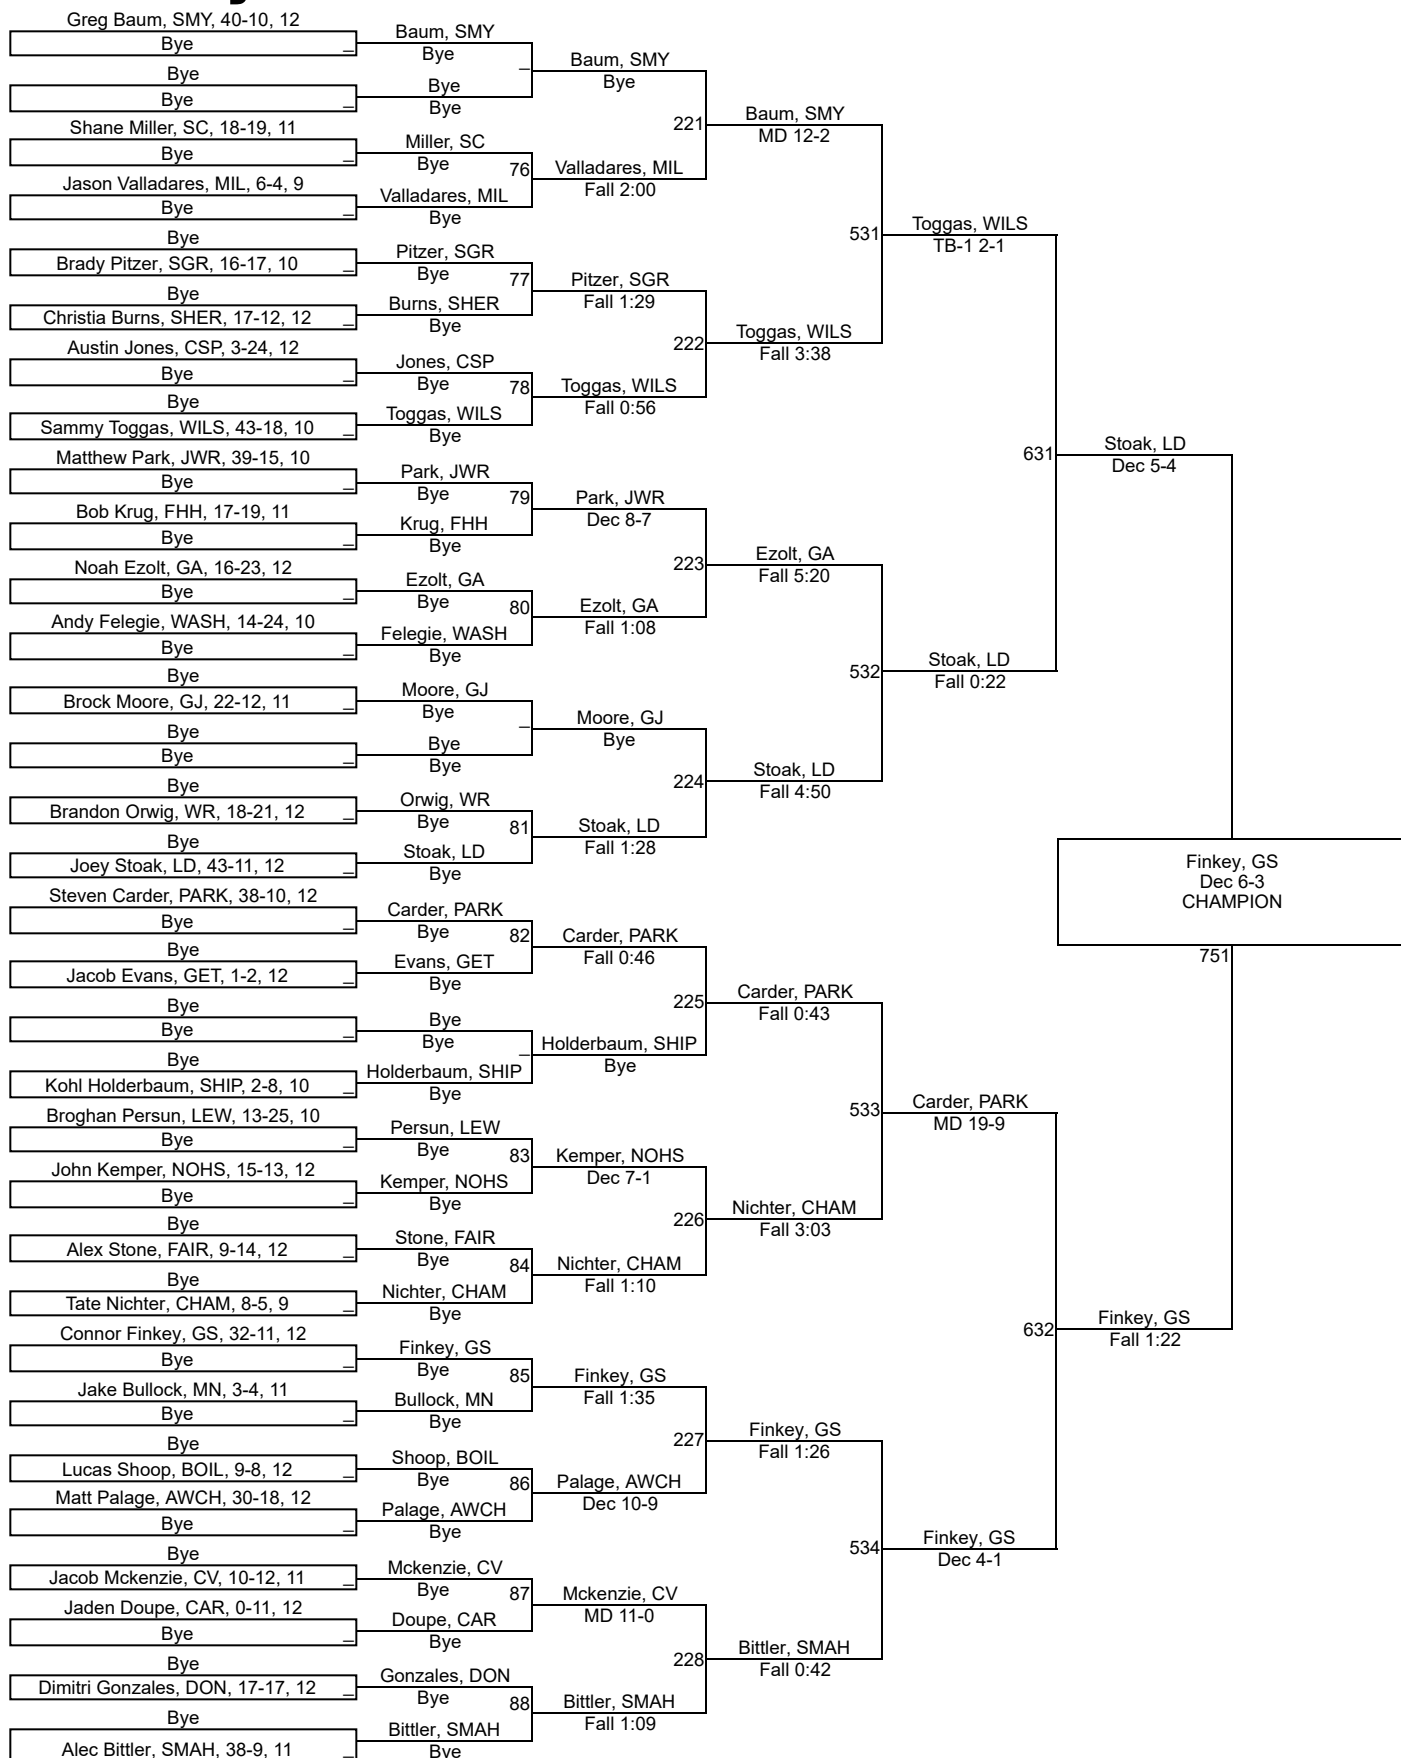 Greg Baum, SMY, 40-10, 12
Bye
_
Bye
Bye
_
Shane Miller, SC, 18-19, 11
Bye
_
Jason Valladares, MIL, 6-4, 9
Bye
_
Bye
Brady Pitzer, SGR, 16-17, 10
_
Bye
Christia Burns, SHER, 17-12, 12
_
Austin Jones, CSP, 3-24, 12
Bye
_
Bye
Sammy Toggas, WILS, 43-18, 10
_
Matthew Park, JWR, 39-15, 10
Bye
_
Bob Krug, FHH, 17-19, 11
Bye
_
Noah Ezolt, GA, 16-23, 12
Bye
_
Andy Felegie, WASH, 14-24, 10
Bye
_
Bye
Brock Moore, GJ, 22-12, 11
_
Bye
Bye
_
Bye
Brandon Orwig, WR, 18-21, 12
_
Bye
Joey Stoak, LD, 43-11, 12
_
Steven Carder, PARK, 38-10, 12
Bye
_
Bye
Jacob Evans, GET, 1-2, 12
_
Bye
Bye
_
Bye
Kohl Holderbaum, SHIP, 2-8, 10
_
Broghan Persun, LEW, 13-25, 10
Bye
_
John Kemper, NOHS, 15-13, 12
Bye
_
Bye
Alex Stone, FAIR, 9-14, 12
_
Bye
Tate Nichter, CHAM, 8-5, 9
_
Connor Finkey, GS, 32-11, 12
Bye
_
Jake Bullock, MN, 3-4, 11
Bye
_
Bye
Lucas Shoop, BOIL, 9-8, 12
_
Matt Palage, AWCH, 30-18, 12
Bye
_
Bye
Jacob Mckenzie, CV, 10-12, 11
_
Jaden Doupe, CAR, 0-11, 12
Bye
_
Bye
Dimitri Gonzales, DON, 17-17, 12
_
Bye
Alec Bittler, SMAH, 38-9, 11
_
Baum, SMY
Bye
_
Bye
Bye
Miller, SC
Bye
76
Valladares, MIL
Bye
Pitzer, SGR
Bye
77
Burns, SHER
Bye
Jones, CSP
Bye
78
Toggas, WILS
Bye
Park, JWR
Bye
79
Krug, FHH
Bye
Ezolt, GA
Bye
80
Felegie, WASH
Bye
Moore, GJ
Bye
_
Bye
Bye
Orwig, WR
Bye
81
Stoak, LD
Bye
Carder, PARK
Bye
82
Evans, GET
Bye
Bye
Bye
_
Holderbaum, SHIP
Bye
Persun, LEW
Bye
83
Kemper, NOHS
Bye
Stone, FAIR
Bye
84
Nichter, CHAM
Bye
Finkey, GS
Bye
85
Bullock, MN
Bye
Shoop, BOIL
Bye
86
Palage, AWCH
Bye
Mckenzie, CV
Bye
87
Doupe, CAR
Bye
Gonzales, DON
Bye
88
Bittler, SMAH
Bye
Baum, SMY
Bye
221
Valladares, MIL
Fall 2:00
Pitzer, SGR
Fall 1:29
222
Toggas, WILS
Fall 0:56
Park, JWR
Dec 8-7
223
Ezolt, GA
Fall 1:08
Moore, GJ
Bye
224
Stoak, LD
Fall 1:28
Carder, PARK
Fall 0:46
225
Holderbaum, SHIP
Bye
Kemper, NOHS
Dec 7-1
226
Nichter, CHAM
Fall 1:10
Finkey, GS
Fall 1:35
227
Palage, AWCH
Dec 10-9
Mckenzie, CV
MD 11-0
228
Bittler, SMAH
Fall 1:09
Baum, SMY
MD 12-2
531
Toggas, WILS
Fall 3:38
Ezolt, GA
Fall 5:20
532
Stoak, LD
Fall 4:50
Carder, PARK
Fall 0:43
533
Nichter, CHAM
Fall 3:03
Finkey, GS
Fall 1:26
534
Bittler, SMAH
Fall 0:42
Toggas, WILS
TB-1 2-1
631
Stoak, LD
Fall 0:22
Carder, PARK
MD 19-9
632
Finkey, GS
Dec 4-1
Stoak, LD
Dec 5-4
Finkey, GS
Dec 6-3
CHAMPION
751
Finkey, GS
Fall 1:22